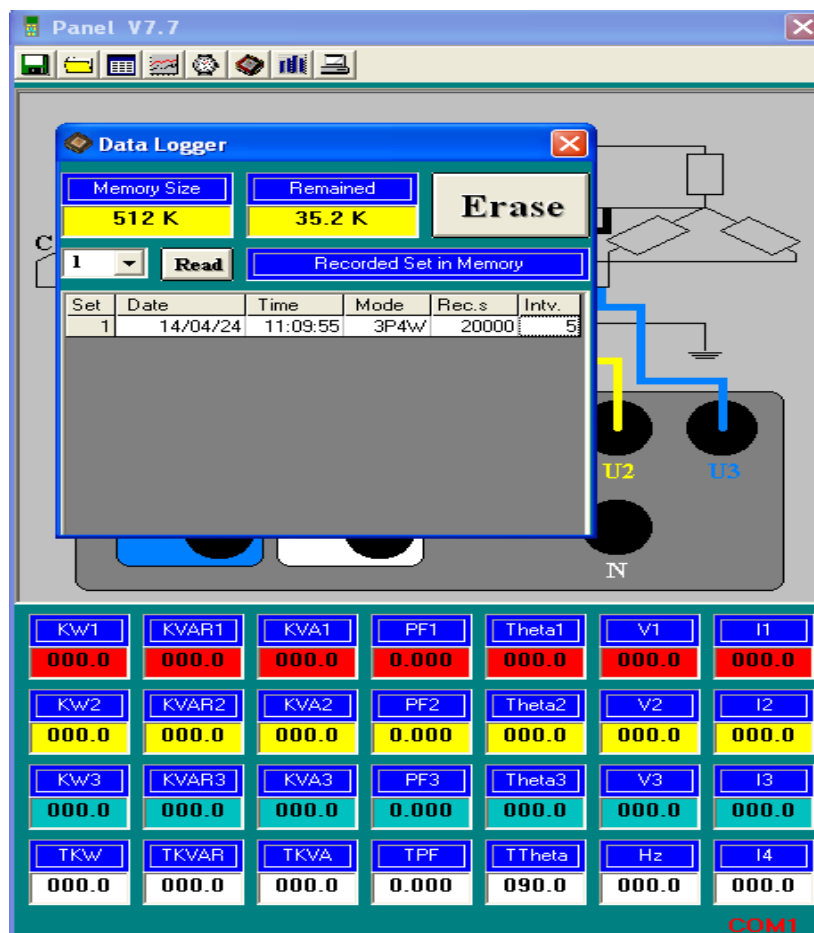 Panel V7.7
Data Logger
Memory Size Remained Erase
512 K 35.2 K
C
1 Read Recorded Set in Memory
Set Date Time Mode Rec.s Intv.
1 14/04/24 11:09:55 3P4W 20000 5
U2 U3
N
KW1 KVAR1 KVA1 PF1 Theta1 V1 I1
000.0 000.0 000.0 0.000 000.0 000.0 000.0
KW2 KVAR2 KVA2 PF2 Theta2 V2 I2
000.0 000.0 000.0 0.000 000.0 000.0 000.0
KW3 KVAR3 KVA3 PF3 Theta3 V3 I3
000.0 000.0 000.0 0.000 000.0 000.0 000.0
TKW TKVAR TKVA TPF TTheta Hz I4
000.0 000.0 000.0 0.000 090.0 000.0 000.0
COM1